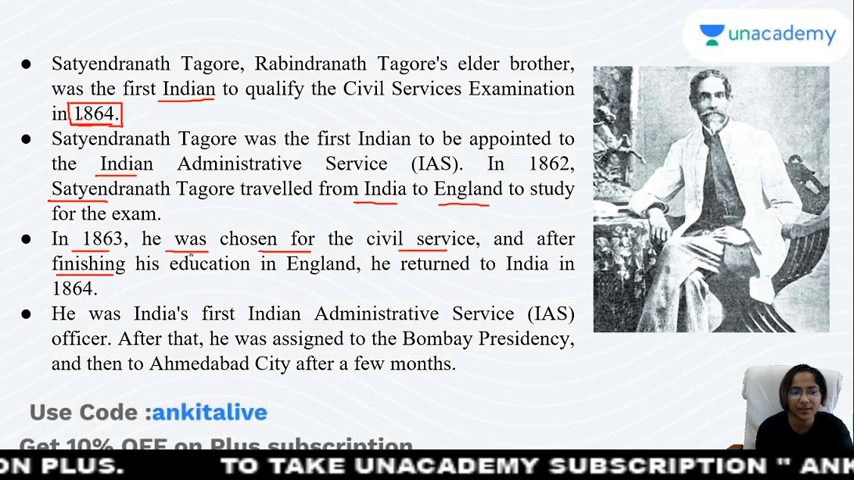 unacademy
Satyendranath Tagore, Rabindranath Tagore's elder brother,
was the first Indian to qualify the Civil Services Examination
in 1864.
Satyendranath Tagore was the first Indian to be appointed to
the Indian Administrative Service (IAS). In 1862,
Satyendranath Tagore travelled from India to England to study
for the exam.
In 1863, he was chosen for the civil service, and after
finishing his education in England, he returned to India in
1864.
He was India's first Indian Administrative Service (IAS)
officer. After that, he was assigned to the Bombay Presidency,
and then to Ahmedabad City after a few months.
Use Code :ankitalive
Get 10% OFF on Plus subscription
ON PLUS. TO TAKE UNACADEMY SUBSCRIPTION " ANK